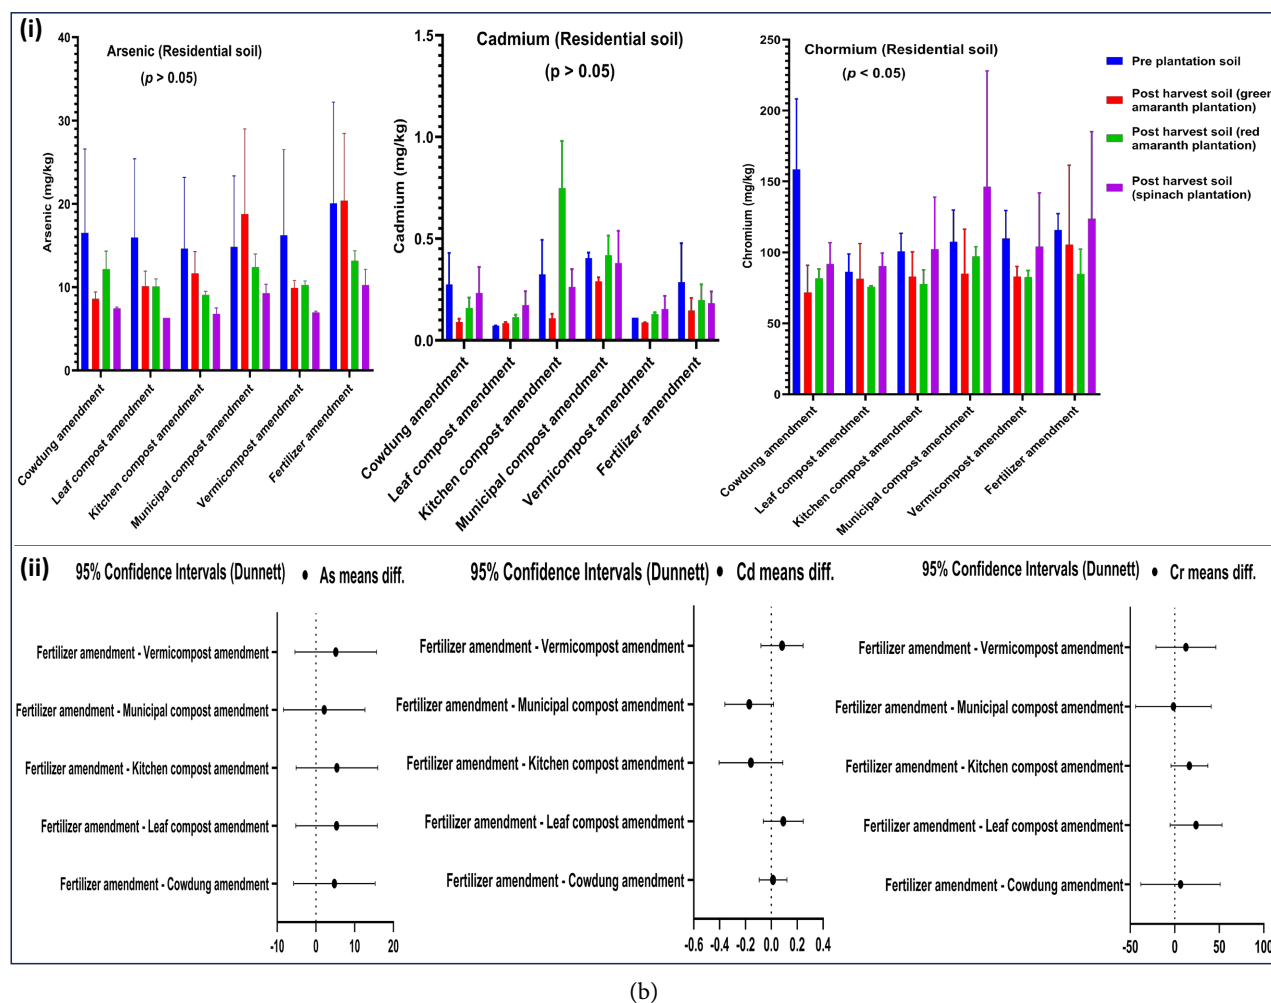 (i)
Arsenic (Residential soil)
(p > 0.05)
Arsenic (mg/kg)
40
30
20
10
0
Cowdung amendment
Leaf compost amendment
Kitchen compost amendment
Municipal compost amendment
Vermicompost amendment
Fertilizer amendment
Cadmium (Residential soil)
(p > 0.05)
Cadmium (mg/kg)
1.5
1.0
0.5
0.0
Cowdung amendment
Leaf compost amendment
Kitchen compost amendment
Municipal compost amendment
Vermicompost amendment
Fertilizer amendment
Chormium (Residential soil)
(p < 0.05)
Chromium (mg/kg)
250
200
150
100
50
0
Cowdung amendment
Leaf compost amendment
Kitchen compost amendment
Municipal compost amendment
Vermicompost amendment
Fertilizer amendment
Pre plantation soil
Post harvest soil (green
amaranth plantation)
Post harvest soil (red
amaranth plantation)
Post harvest soil
(spinach plantation)
(ii)
95% Confidence Intervals (Dunnett)
As means diff.
Fertilizer amendment - Vermicompost amendment
Fertilizer amendment - Municipal compost amendment
Fertilizer amendment - Kitchen compost amendment
Fertilizer amendment - Leaf compost amendment
Fertilizer amendment - Cowdung amendment
-10 0 10 20
95% Confidence Intervals (Dunnett)
Cd means diff.
Fertilizer amendment - Vermicompost amendment
Fertilizer amendment - Municipal compost amendment
Fertilizer amendment - Kitchen compost amendment
Fertilizer amendment - Leaf compost amendment
Fertilizer amendment - Cowdung amendment
-0.6 -0.4 -0.2 0.0 0.2 0.4
95% Confidence Intervals (Dunnett)
Cr means diff.
Fertilizer amendment - Vermicompost amendment
Fertilizer amendment - Municipal compost amendment
Fertilizer amendment - Kitchen compost amendment
Fertilizer amendment - Leaf compost amendment
Fertilizer amendment - Cowdung amendment
-50 0 50 100
(b)